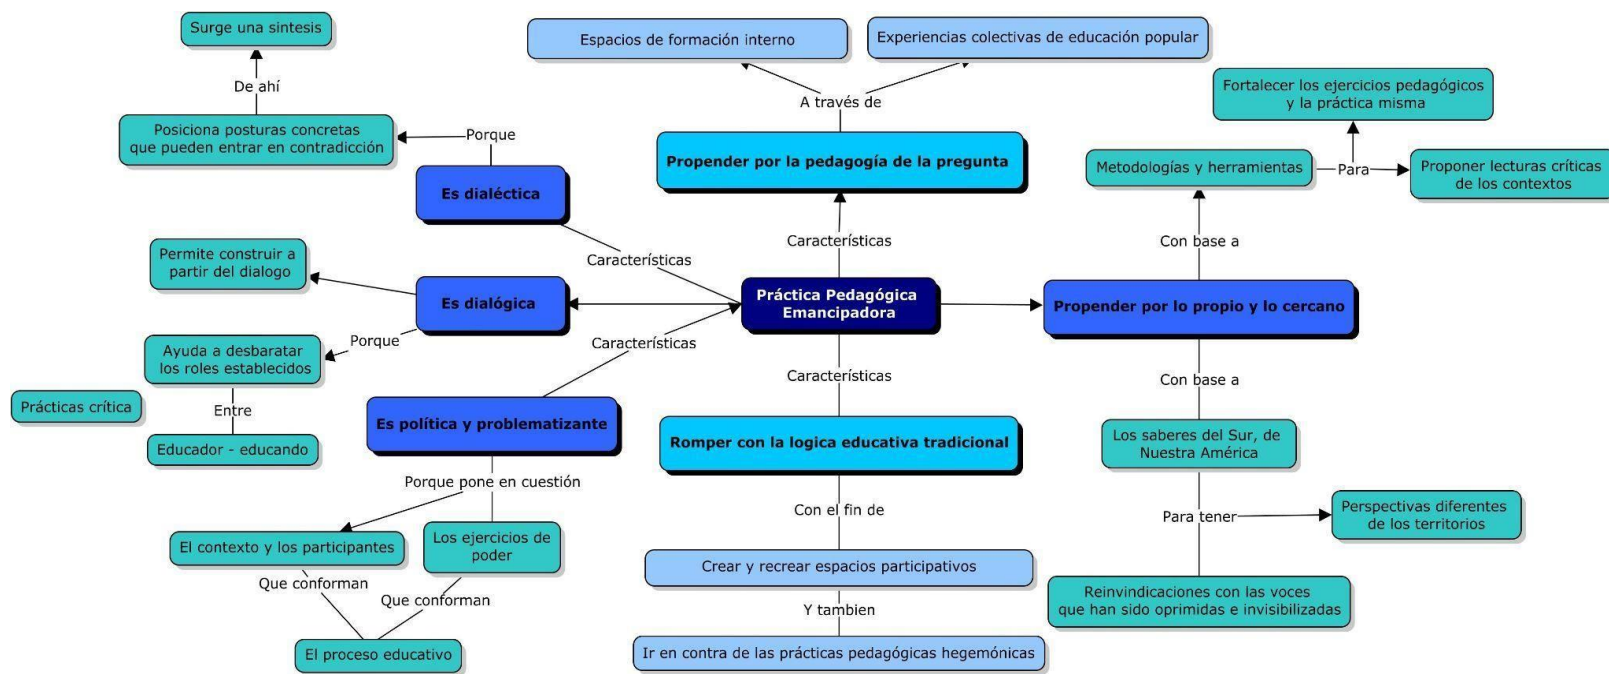 Surge una sintesis
De ahí
Posiciona posturas concretas
que pueden entrar en contradicción
Porque
Es dialéctica
Características
Permite construir a
partir del dialogo
Es dialógica
Porque
Ayuda a desbaratar
los roles establecidos
Entre
Educador - educando
Prácticas crítica
Características
Es política y problematizante
Porque pone en cuestión
El contexto y los participantes
Los ejercicios de
poder
Que conforman
Que conforman
El proceso educativo
Espacios de formación interno
Experiencias colectivas de educación popular
A través de
Propender por la pedagogía de la pregunta
Características
Práctica Pedagógica
Emancipadora
Características
Romper con la logica educativa tradicional
Con el fin de
Crear y recrear espacios participativos
Y tambien
Ir en contra de las prácticas pedagógicas hegemónicas
Fortalecer los ejercicios pedagógicos
y la práctica misma
Metodologías y herramientas
Para
Proponer lecturas críticas
de los contextos
Con base a
Propender por lo propio y lo cercano
Con base a
Los saberes del Sur, de
Nuestra América
Para tener
Perspectivas diferentes
de los territorios
Reinvindicaciones con las voces
que han sido oprimidas e invisibilizadas